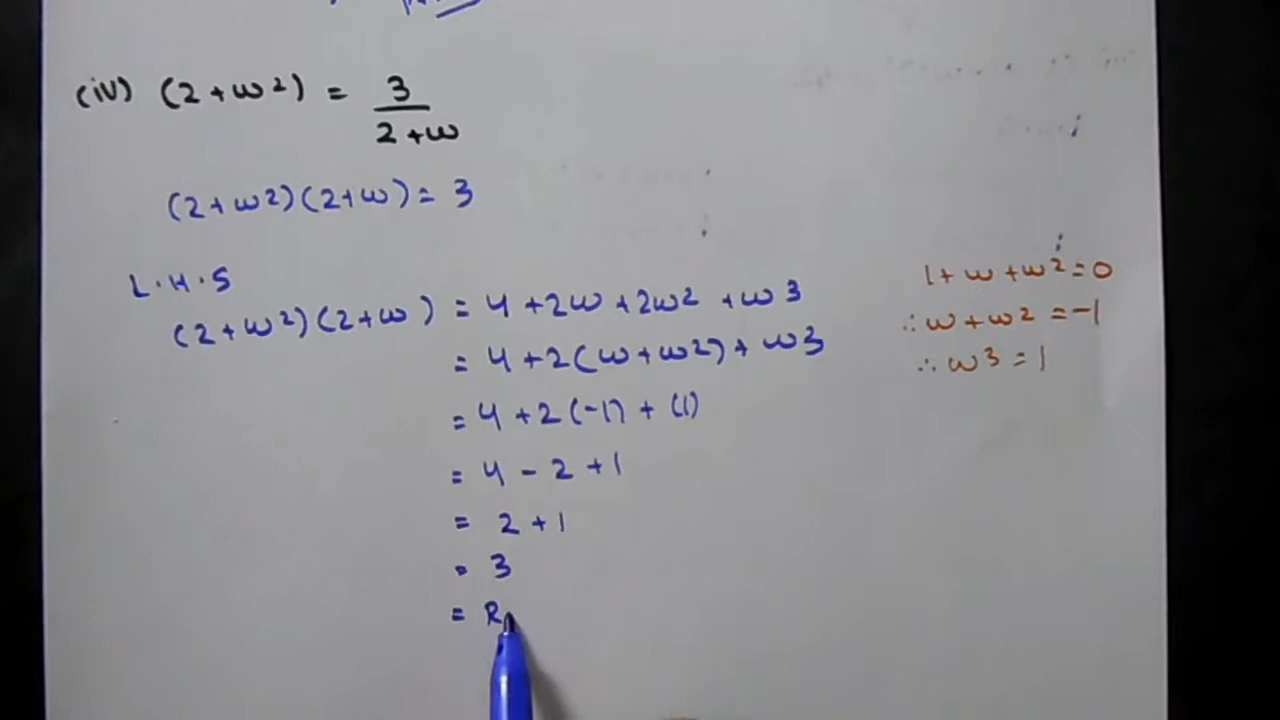 (iv) (2+ω²) = 3/(2+ω)
(2+ω²)(2+ω) = 3
L.H.S
(2+ω²)(2+ω) = 4+2ω+2ω²+ω3
= 4+2(ω+ω²)+ω3
= 4+2(-1)+(1)
= 4-2+1
= 2+1
= 3
= R
1+ω+ω²=0
∴ω+ω2 =-1
∴ω3=1